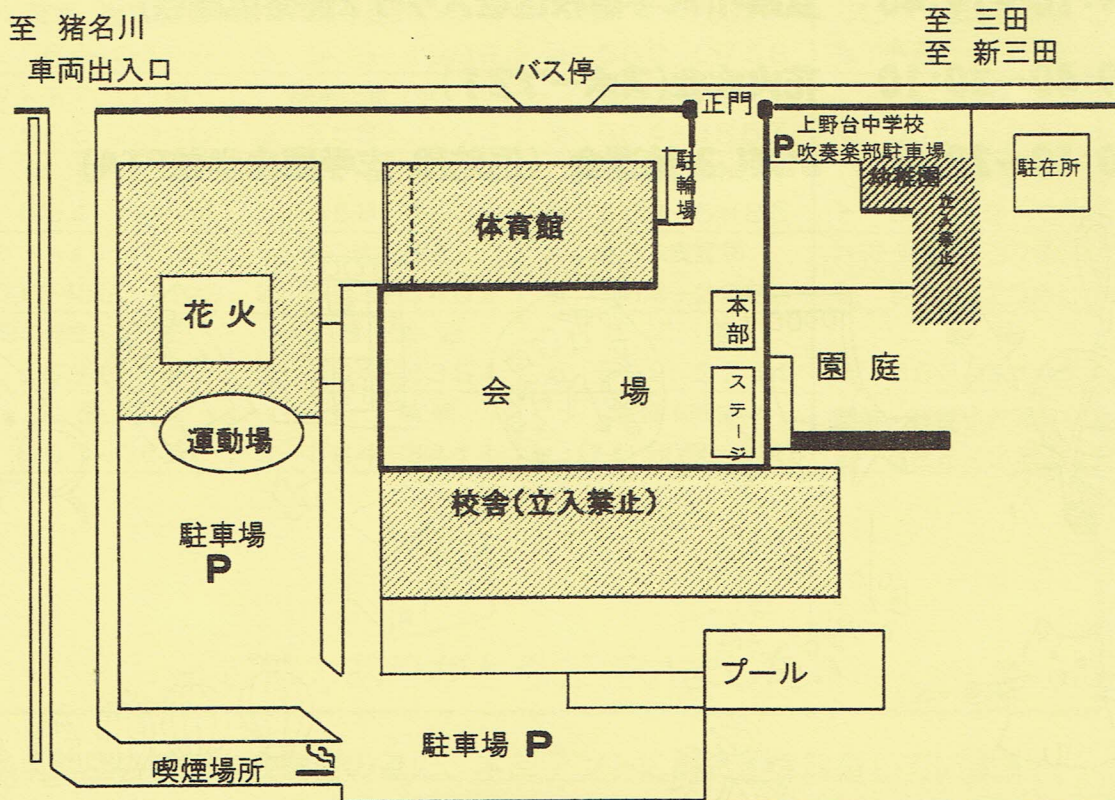 至 猪名川
車両出入口
バス停
至 三田
至 新三田
正門
P 上野台中学校
吹奏楽部駐車場
駐在所
駐輪場
幼稚園
立入禁止
体育館
花火
本部
園庭
会場
ステージ
運動場
校舎(立入禁止)
駐車場
P
プール
駐車場 P
喫煙場所